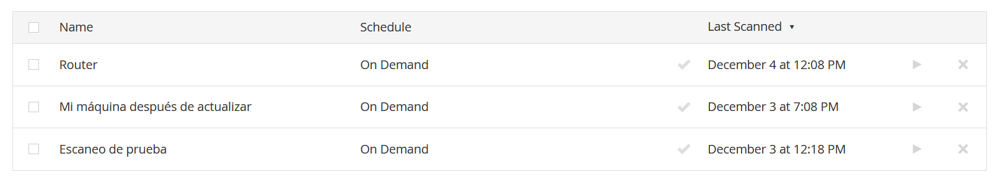 Name Schedule Last Scanned ▼
Router On Demand December 4 at 12:08 PM
Mi máquina después de actualizar On Demand December 3 at 7:08 PM
Escaneo de prueba On Demand December 3 at 12:18 PM